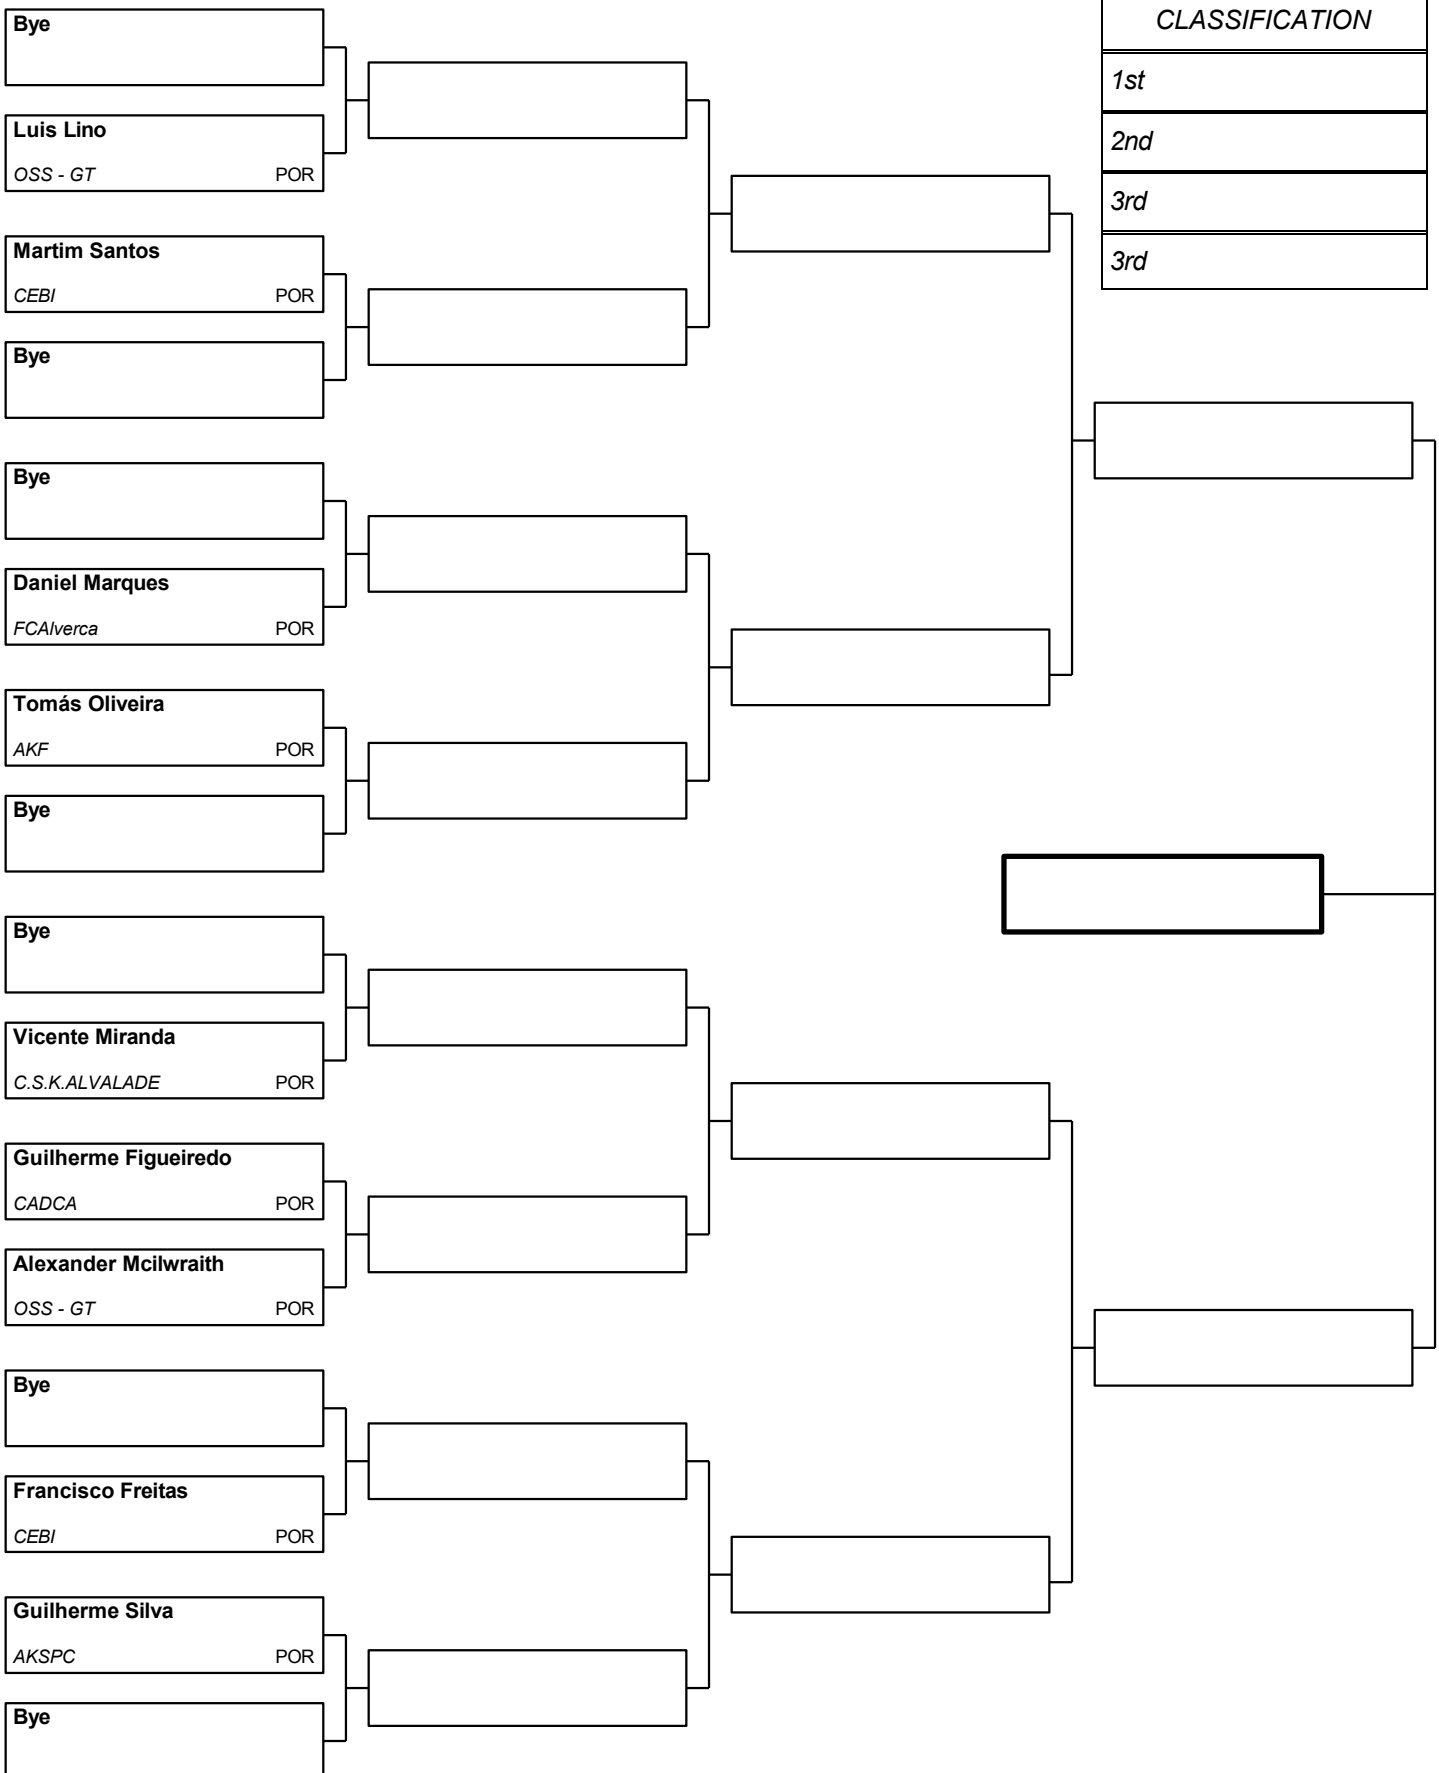 Bye
Luis Lino
OSS - GT POR
Martim Santos
CEBI POR
Bye
Bye
Daniel Marques
FCAlverca POR
Tomás Oliveira
AKF POR
Bye
Bye
Vicente Miranda
C.S.K.ALVALADE POR
Guilherme Figueiredo
CADCA POR
Alexander Mcilwraith
OSS - GT POR
Bye
Francisco Freitas
CEBI POR
Guilherme Silva
AKSPC POR
Bye
CLASSIFICATION
1st
2nd
3rd
3rd